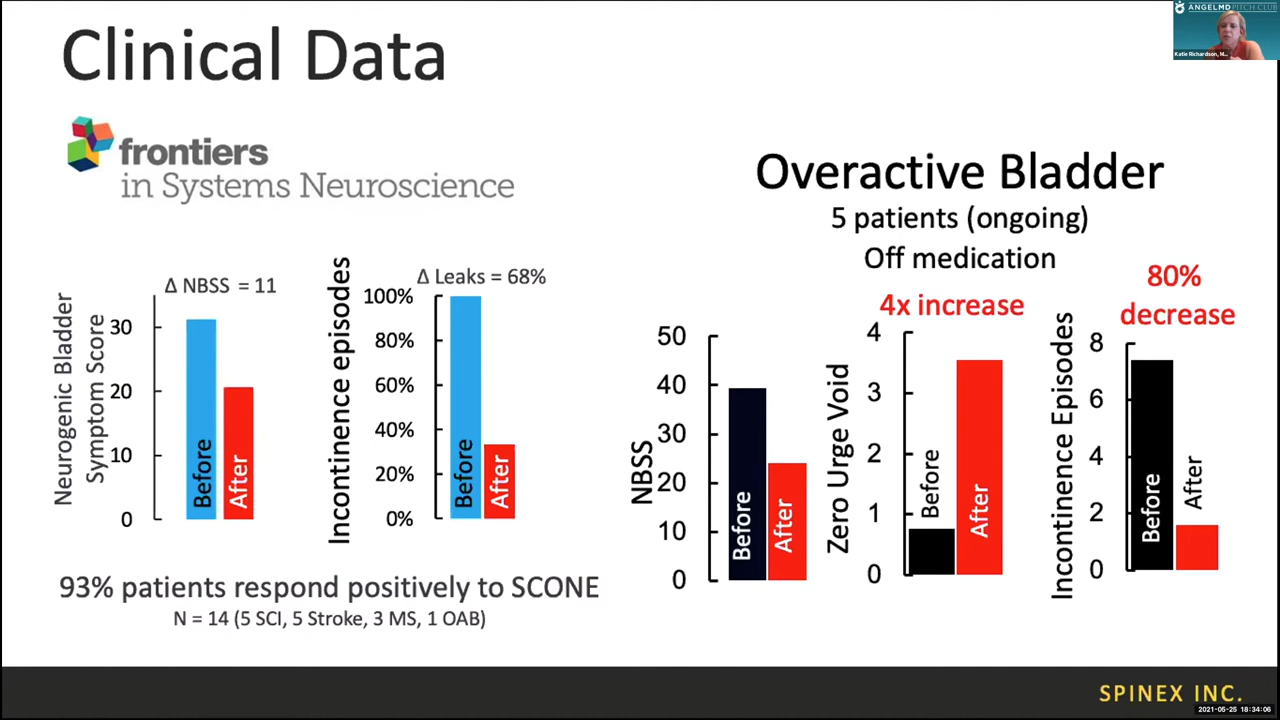 Clinical Data
ANGELMD PITCH CLUB
Katie Richardson, M...
frontiers
in Systems Neuroscience
Δ NBSS = 11
Neurogenic Bladder
Symptom Score
30
20
10
0
Before
After
Δ Leaks = 68%
Incontinence episodes
100%
80%
60%
40%
20%
0%
Before
After
93% patients respond positively to SCONE
N = 14 (5 SCI, 5 Stroke, 3 MS, 1 OAB)
Overactive Bladder
5 patients (ongoing)
Off medication
NBSS
50
40
30
20
10
0
Before
After
4x increase
Zero Urge Void
4
3
2
1
0
Before
After
80%
decrease
Incontinence Episodes
8
6
4
2
0
Before
After
SPINEX INC.
2021-05-25 18:34:06